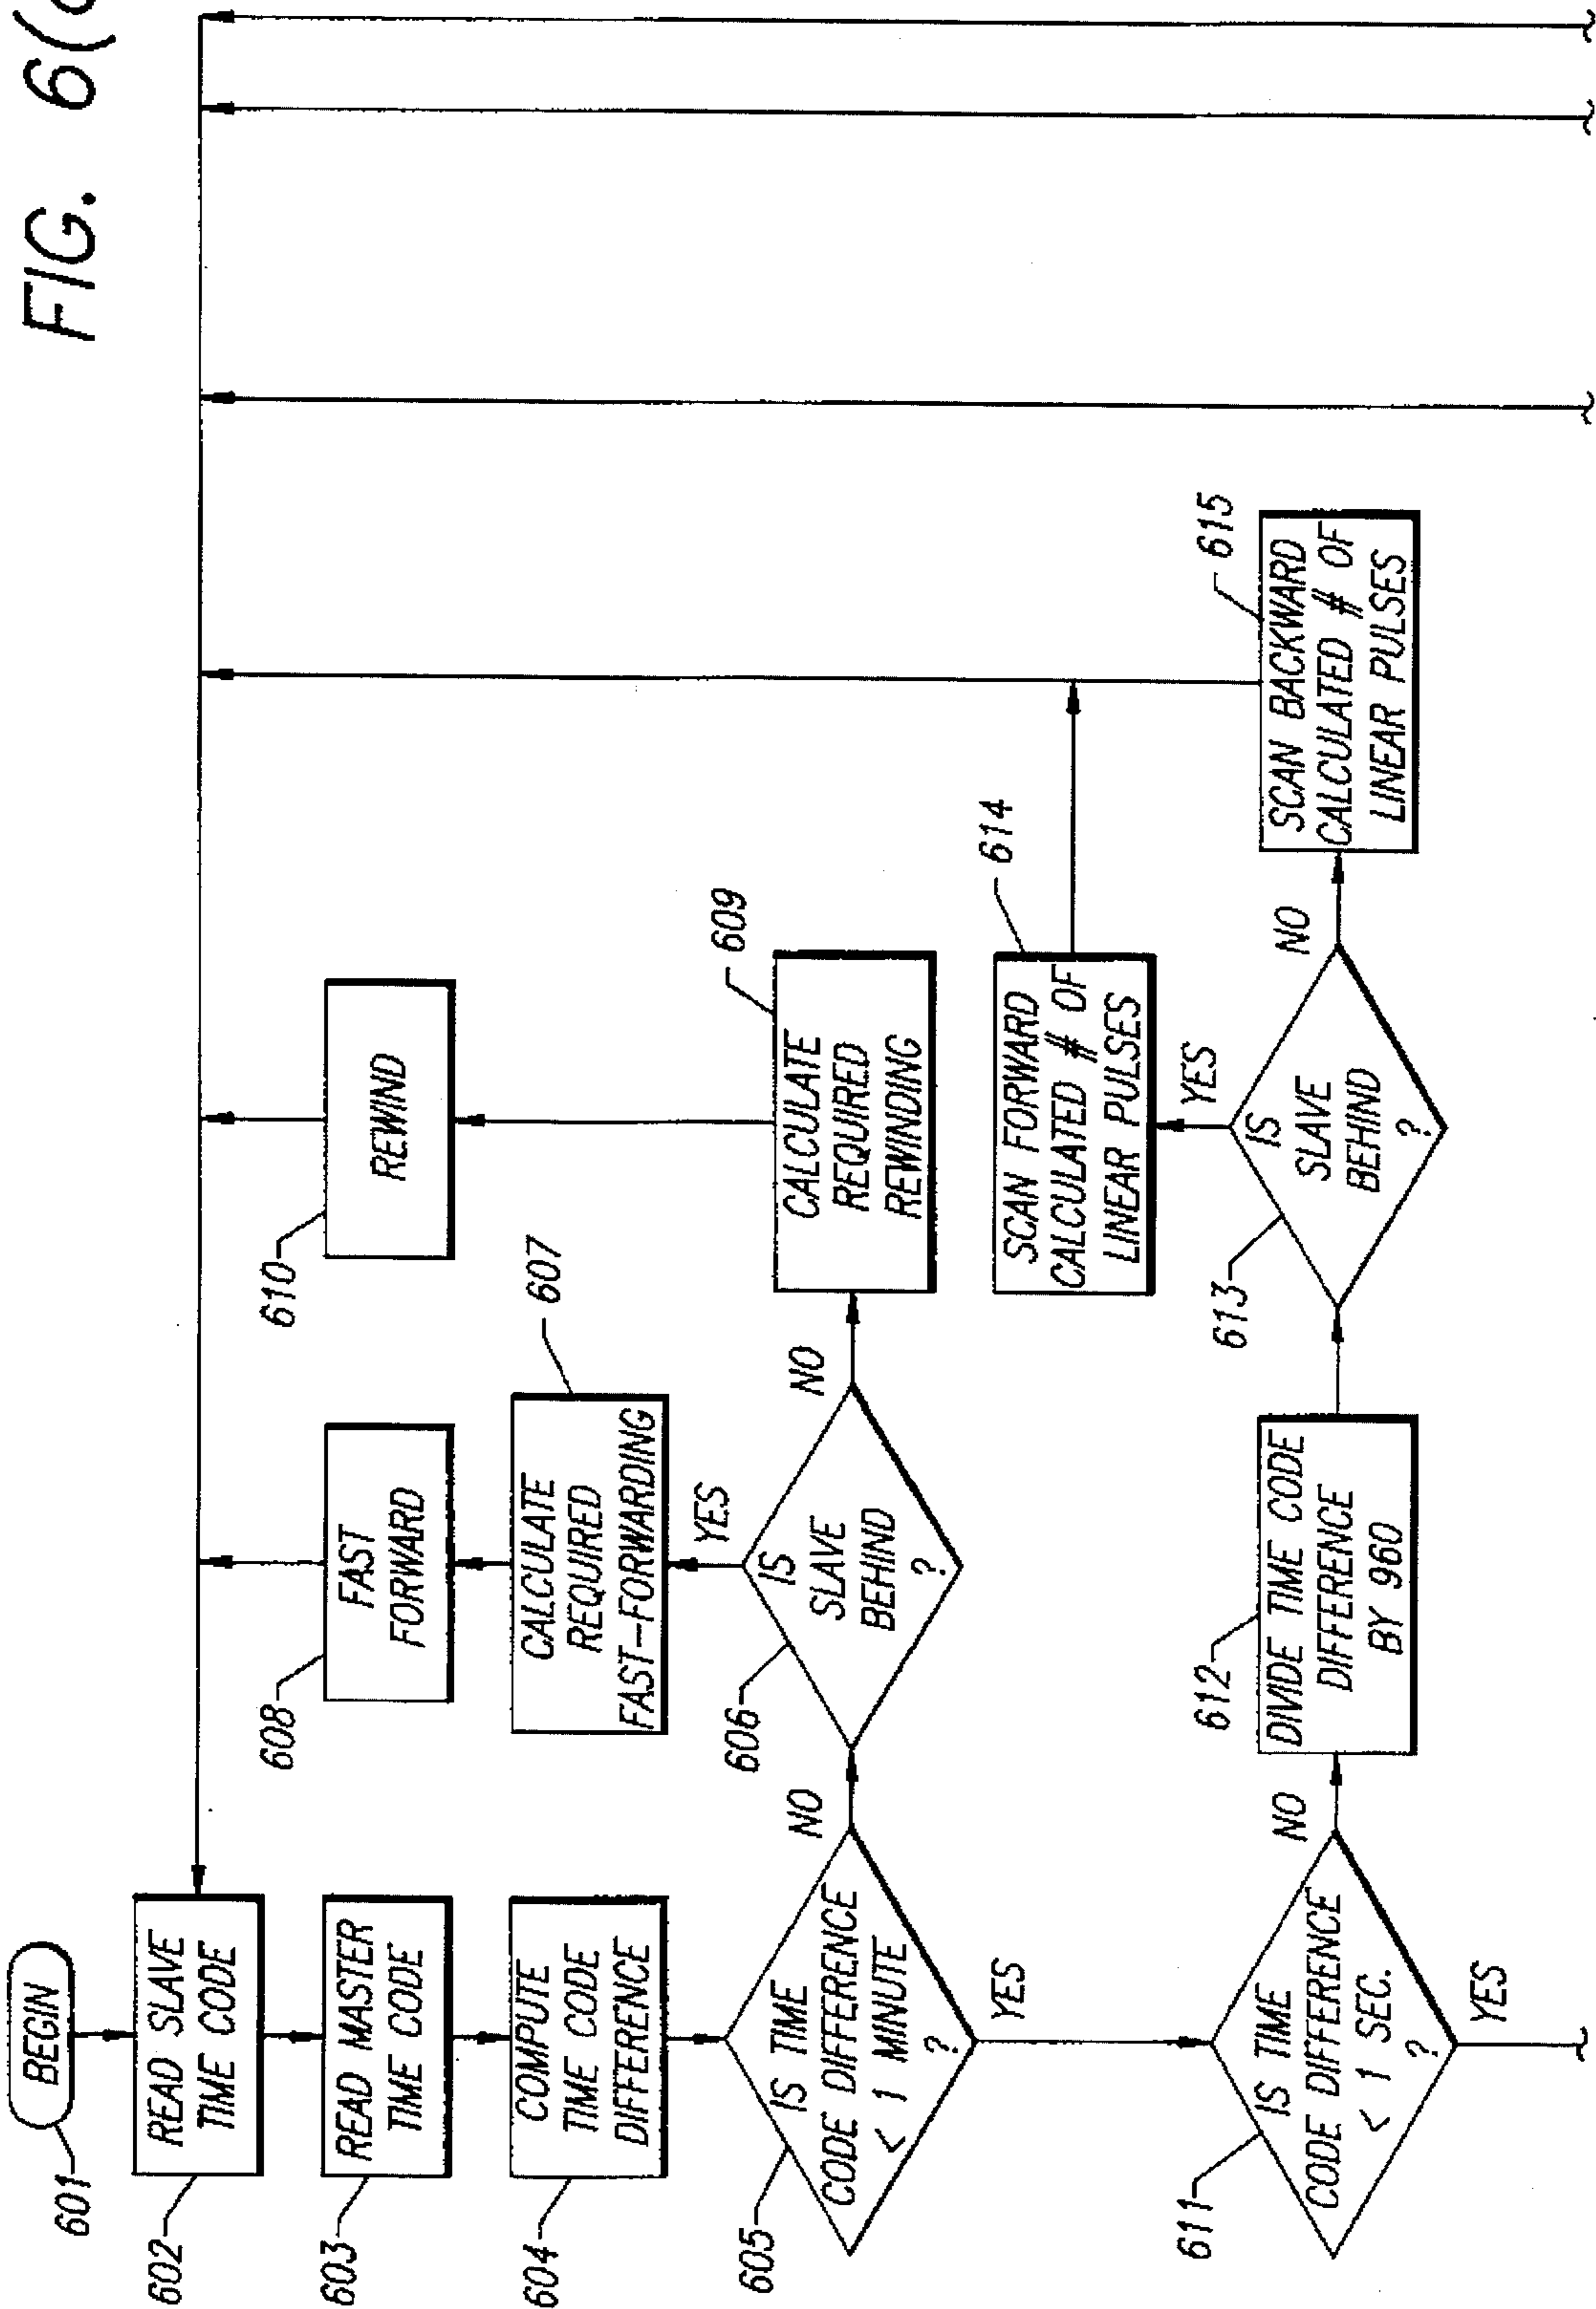 FIG. 6(
601
BEGIN
602
READ SLAVE
TIME CODE
603
READ MASTER
TIME CODE
604
COMPUTE
TIME CODE
DIFFERENCE
605
IS TIME
CODE DIFFERENCE
< 1 MINUTE
?
NO
YES
606
IS
SLAVE
BEHIND
?
YES
NO
607
CALCULATE
REQUIRED
FAST-FORWARDING
608
FAST
FORWARD
609
CALCULATE
REQUIRED
REWINDING
610
REWIND
611
IS TIME
CODE DIFFERENCE
< 1 SEC.
?
NO
YES
612
DIVIDE TIME CODE
DIFFERENCE
BY 960
613
IS
SLAVE
BEHIND
?
YES
NO
614
SCAN FORWARD
CALCULATED # OF
LINEAR PULSES
615
SCAN BACKWARD
CALCULATED # OF
LINEAR PULSES